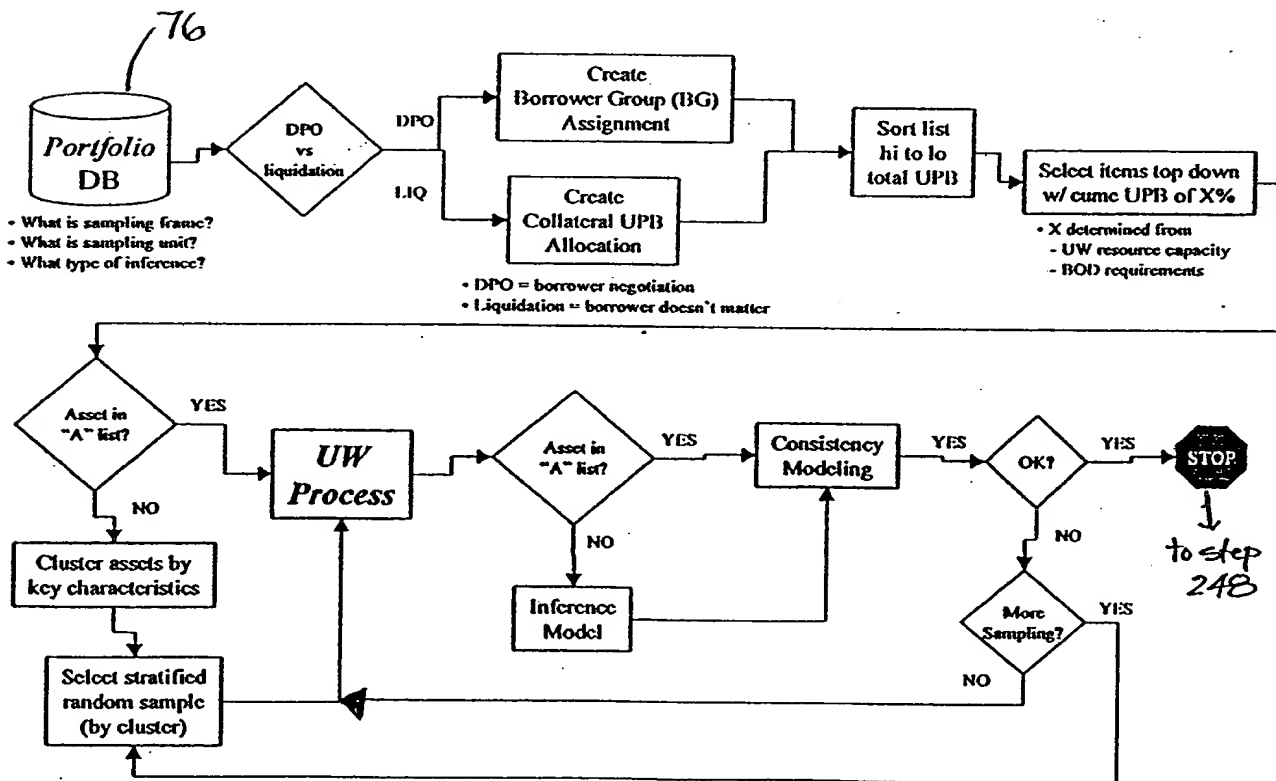 76
Portfolio
DB
• What is sampling frame?
• What is sampling unit?
• What type of inference?
DPO
vs
liquidation
DPO
LIQ
Create
Borrower Group (BG)
Assignment
Create
Collateral UPB
Allocation
• DPO = borrower negotiation
• Liquidation = borrower doesn't matter
Sort list
hi to lo
total UPB
Select items top down
w/ cume UPB of X%
• X determined from
- UW resource capacity
- BOD requirements
Asset in
"A" list?
YES
NO
Cluster assets by
key characteristics
Select stratified
random sample
(by cluster)
UW
Process
Asset in
"A" list?
YES
NO
Inference
Model
Consistency
Modeling
YES
OK?
YES
NO
STOP
to step
248
More
Sampling?
YES
NO